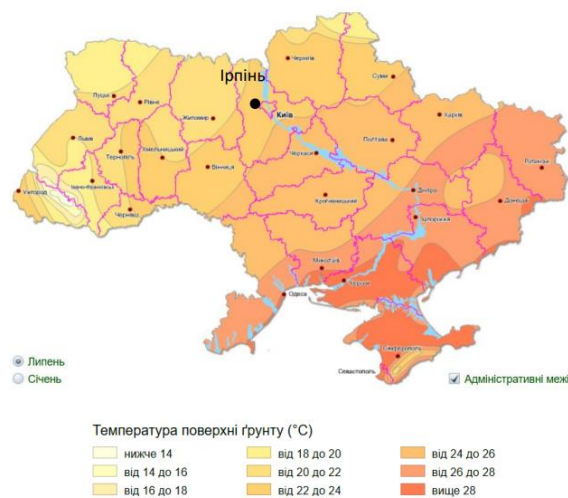 Ірпінь
Чернігів
Суми
Луцьк
Рівне
Житомир
Київ
Харків
Львів
Тернопіль
Хмельницький
Полтава
Вінниця
Черкаси
Луганськ
Ужгород
Івано-Франківськ
Чернівці
Кропивницький
Дніпро
Запоріжжя
Донецьк
Миколаїв
Херсон
Одеса
Сімферополь
Севастополь
Липень
Січень
Адміністративні межі
Температура поверхні ґрунту (°C)
нижче 14
від 14 до 16
від 16 до 18
від 18 до 20
від 20 до 22
від 22 до 24
від 24 до 26
від 26 до 28
вище 28